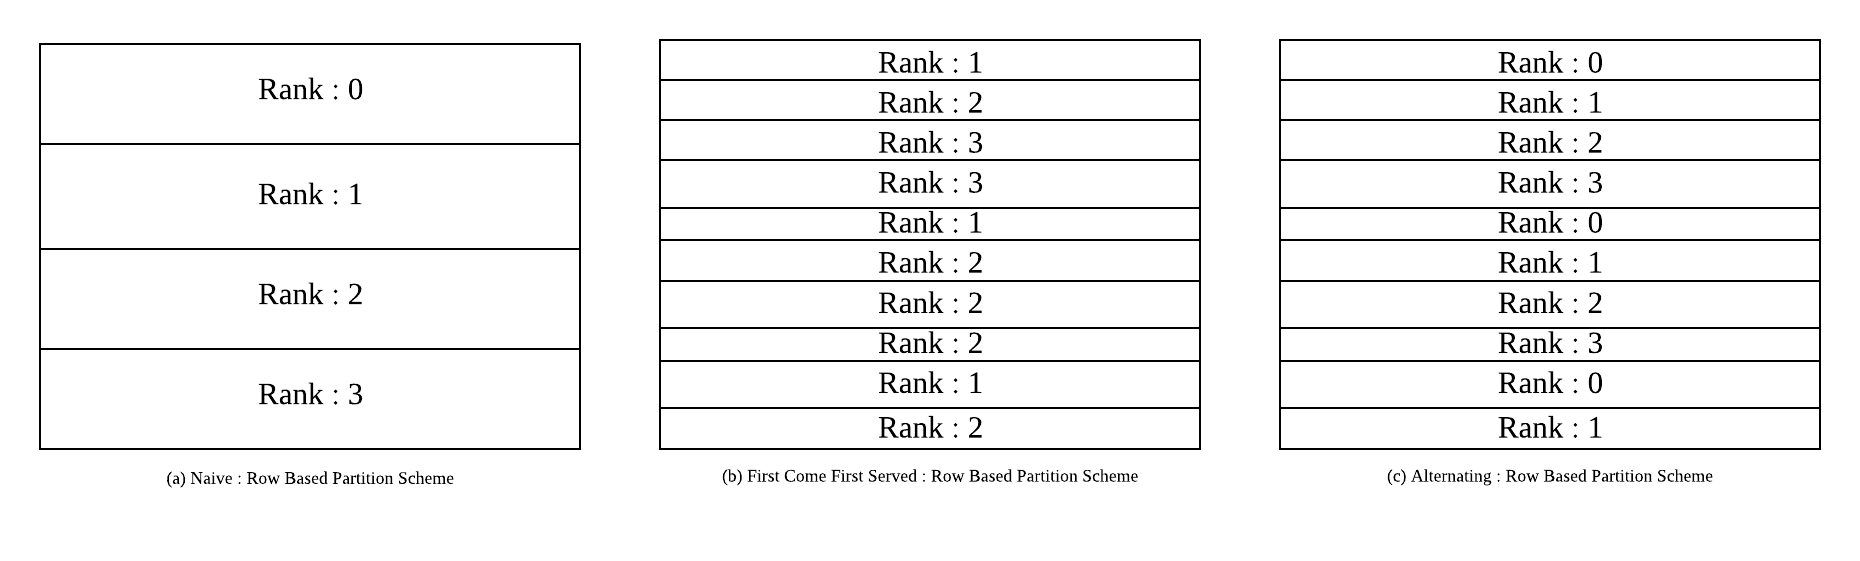 Rank : 0
Rank : 1
Rank : 2
Rank : 3
(a) Naive : Row Based Partition Scheme
Rank : 1
Rank : 2
Rank : 3
Rank : 3
Rank : 1
Rank : 2
Rank : 2
Rank : 2
Rank : 1
Rank : 2
(b) First Come First Served : Row Based Partition Scheme
Rank : 0
Rank : 1
Rank : 2
Rank : 3
Rank : 0
Rank : 1
Rank : 2
Rank : 3
Rank : 0
Rank : 1
(c) Alternating : Row Based Partition Scheme